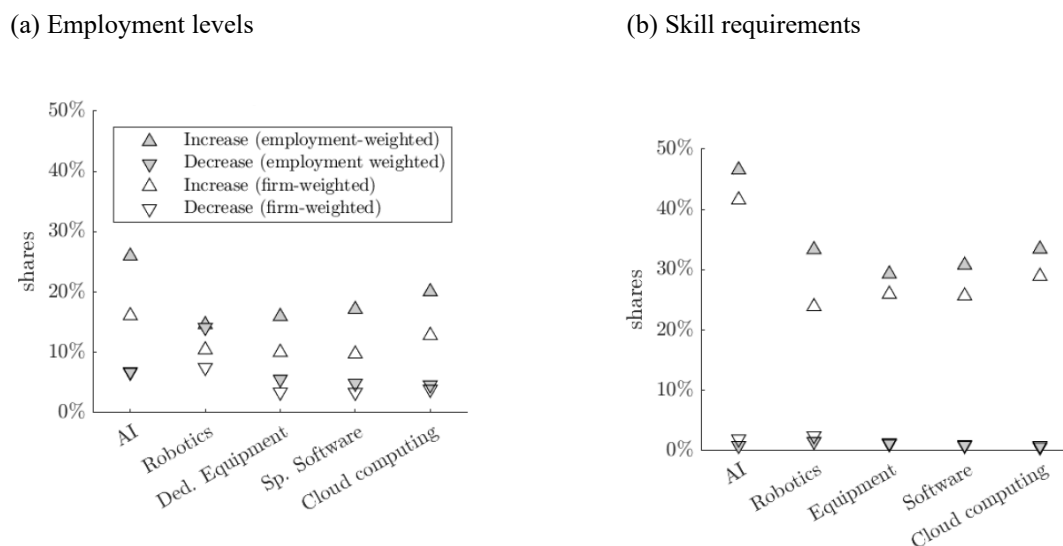 (a) Employment levels
50%
40%
30%
20%
10%
0%
shares
Increase (employment-weighted)
Decrease (employment weighted)
Increase (firm-weighted)
Decrease (firm-weighted)
AI
Robotics
Ded. Equipment
Sp. Software
Cloud computing
(b) Skill requirements
50%
40%
30%
20%
10%
0%
shares
AI
Robotics
Equipment
Software
Cloud computing